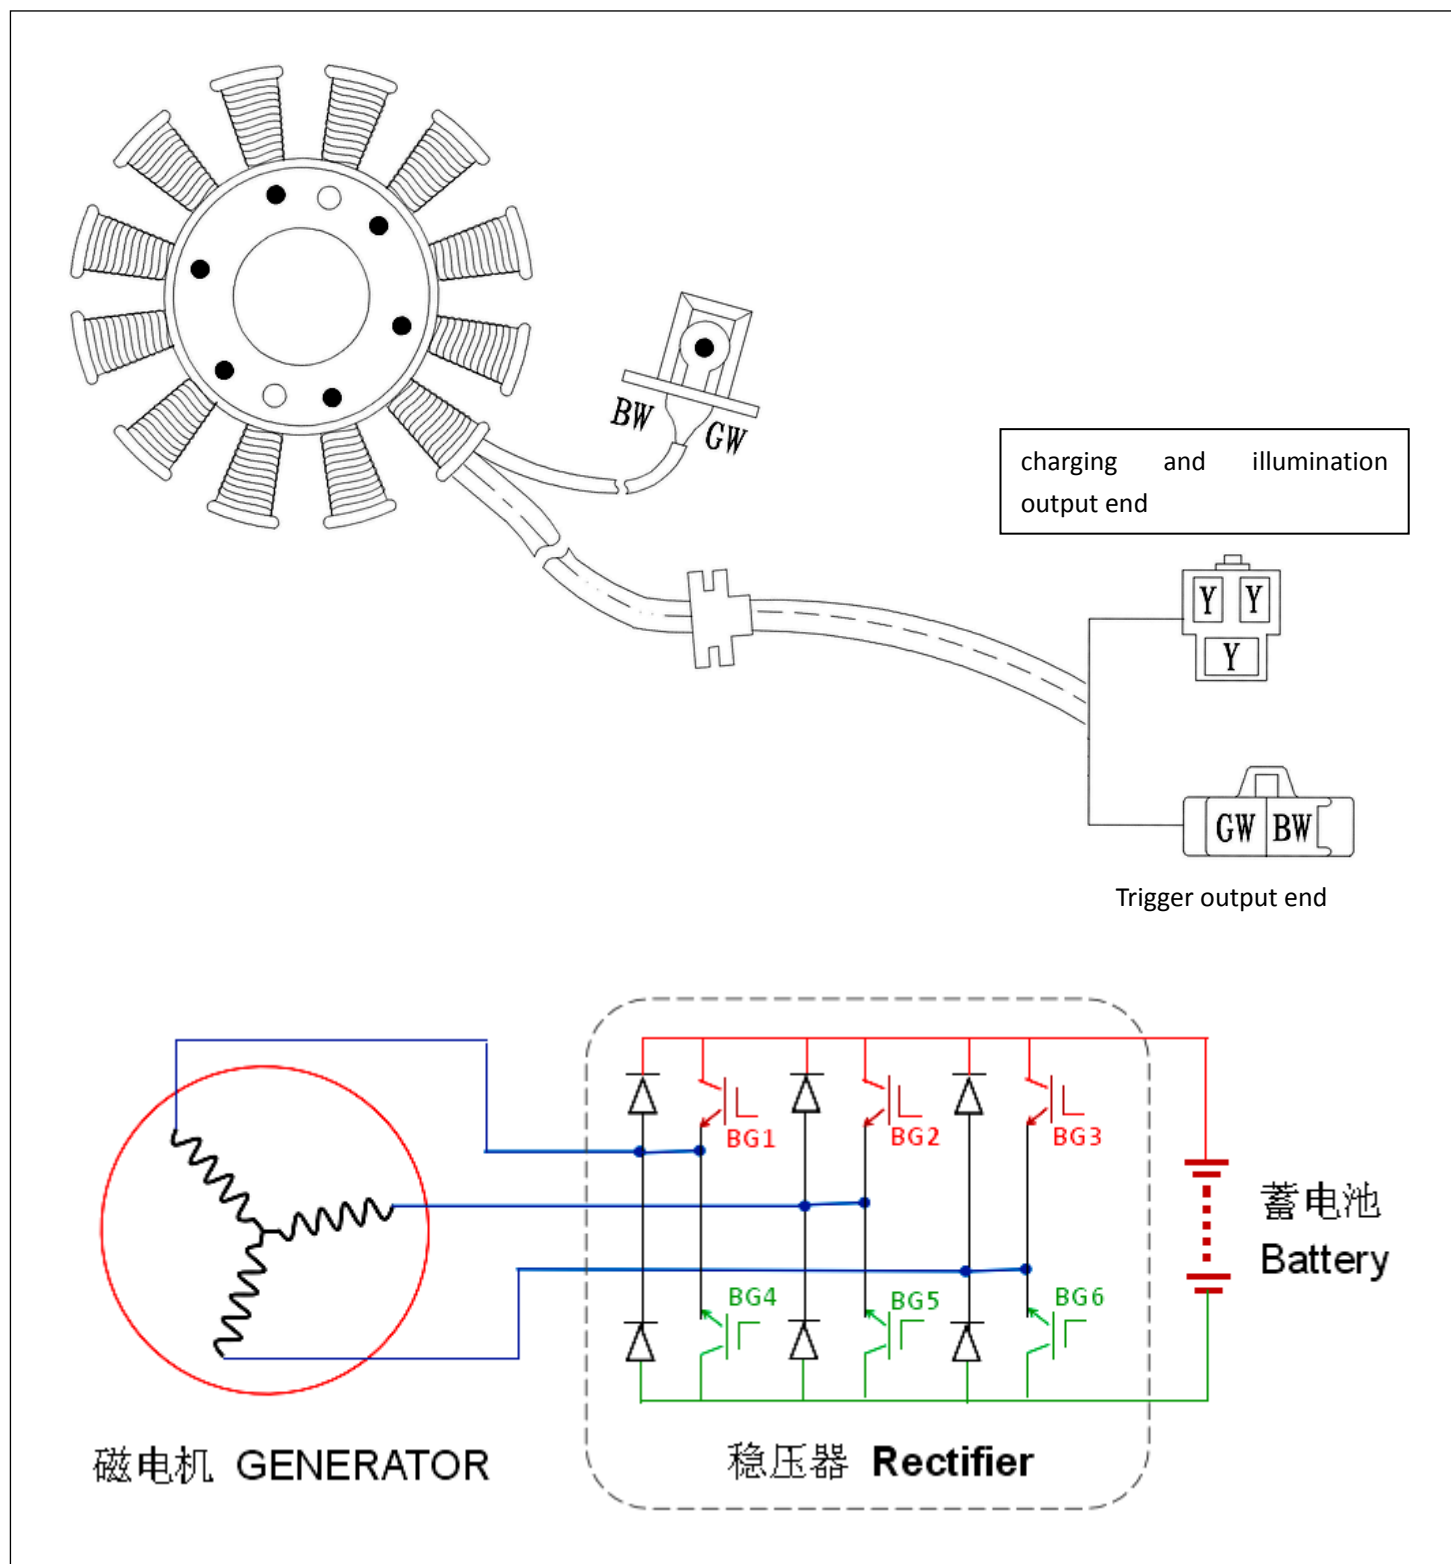 BW
GW
charging and illumination
output end
Y Y
Y
GW BW
Trigger output end
BG1 BG2 BG3
BG4 BG5 BG6
蓄电池
Battery
磁电机 GENERATOR
稳压器 Rectifier